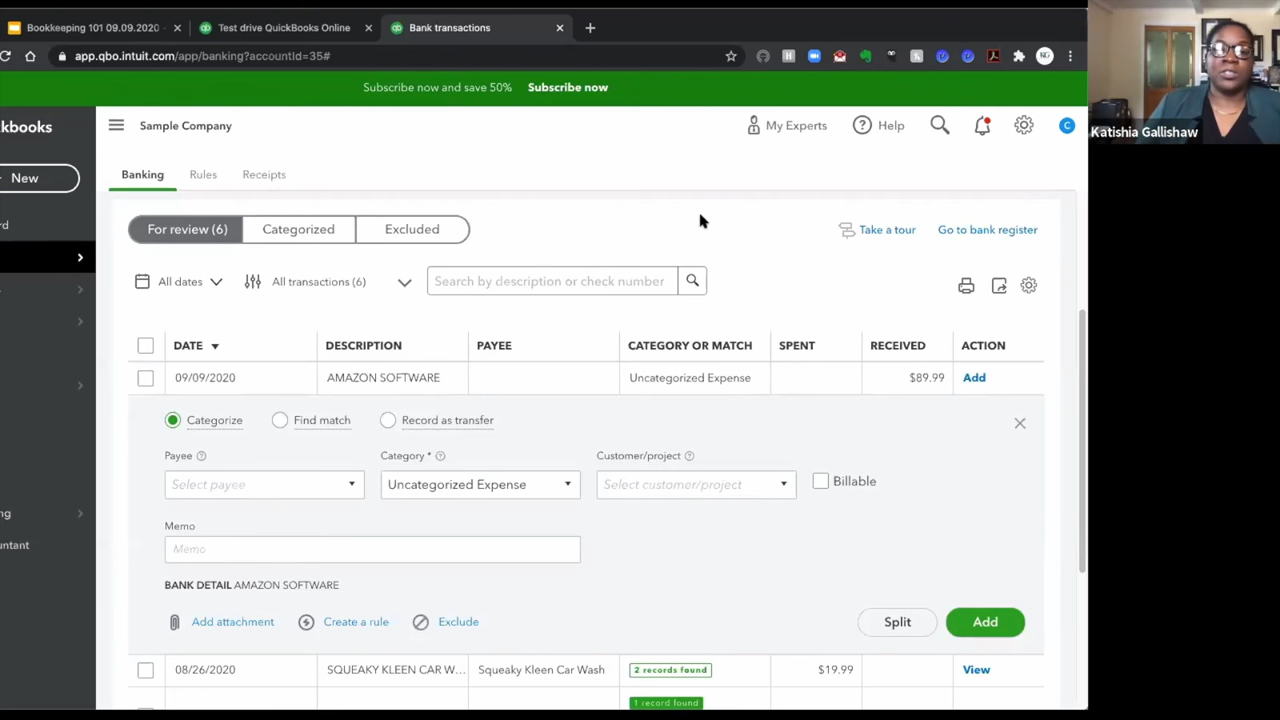 Bookkeeping 101 09.09.2020 -
Test drive QuickBooks Online
Bank transactions
app.qbo.intuit.com/app/banking?accountId=35#
Subscribe now and save 50% Subscribe now
kbooks
Sample Company
My Experts
Help
C
Katishia Gallishaw
New
Banking
Rules
Receipts
For review (6)
Categorized
Excluded
Take a tour
Go to bank register
All dates
All transactions (6)
Search by description or check number
DATE DESCRIPTION PAYEE CATEGORY OR MATCH SPENT RECEIVED ACTION
09/09/2020 AMAZON SOFTWARE Uncategorized Expense $89.99 Add
Categorize
Find match
Record as transfer
Payee
Category *
Customer/project
Select payee
Uncategorized Expense
Select customer/project
Billable
Memo
Memo
BANK DETAIL AMAZON SOFTWARE
Add attachment
Create a rule
Exclude
Split
Add
08/26/2020 SQUEAKY KLEEN CAR W... Squeaky Kleen Car Wash 2 records found $19.99 View
1 record found
rd
ng
untant